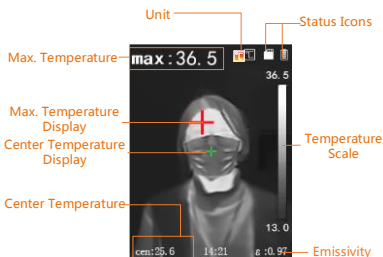 Unit
Status Icons
Max. Temperature
max:36.5
36.5
Max. Temperature
Display
Center Temperature
Display
Temperature
Scale
Center Temperature
13.0
cen:25.6 14:21 ε:0.97
Emissivity